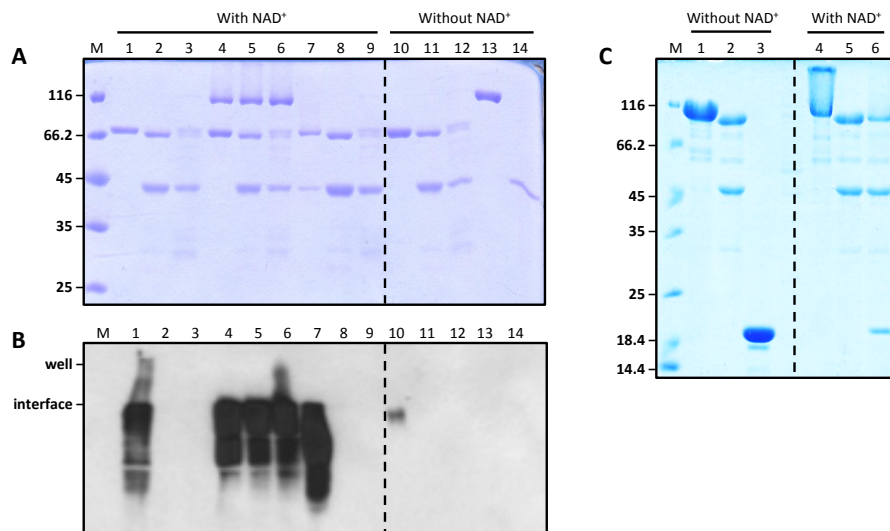 With NAD⁺ Without NAD⁺
A M 1 2 3 4 5 6 7 8 9 10 11 12 13 14
116
66.2
45
35
25
B M 1 2 3 4 5 6 7 8 9 10 11 12 13 14
well
interface
Without NAD⁺ With NAD⁺
C M 1 2 3 4 5 6
116
66.2
45
35
25
18.4
14.4